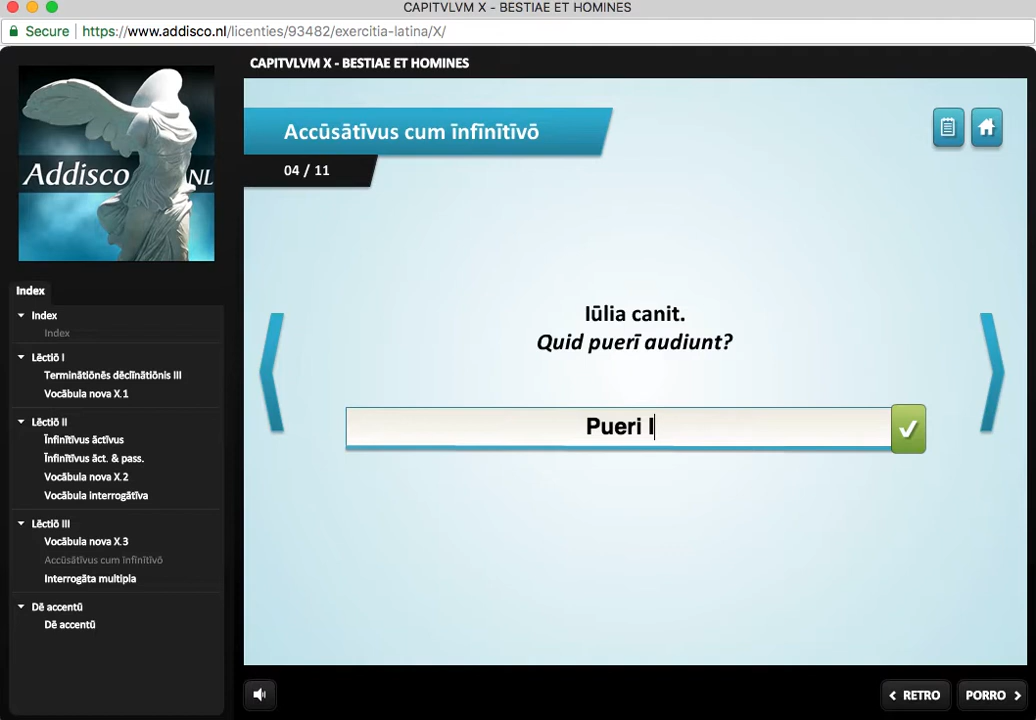 CAPITVLVM X - BESTIAE ET HOMINES
Secure https://www.addisco.nl/licenties/93482/exercitia-latina/X/
CAPITVLVM X - BESTIAE ET HOMINES
Addisco NL
Accūsātīvus cum īnfīnītīvō
04 / 11
Index
Index
Index
Lēctiō I
Terminātiōnēs dēclīnātiōnis III
Vocābula nova X.1
Lēctiō II
Īnfīnītīvus āctīvus
Īnfīnītīvus āct. & pass.
Vocābula nova X.2
Vocābula interrogātīva
Lēctiō III
Vocābula nova X.3
Accūsātīvus cum īnfīnītīvō
Interrogāta multipla
Dē accentū
Dē accentū
Iūlia canit.
Quid puerī audiunt?
Pueri I
RETRO
PORRO